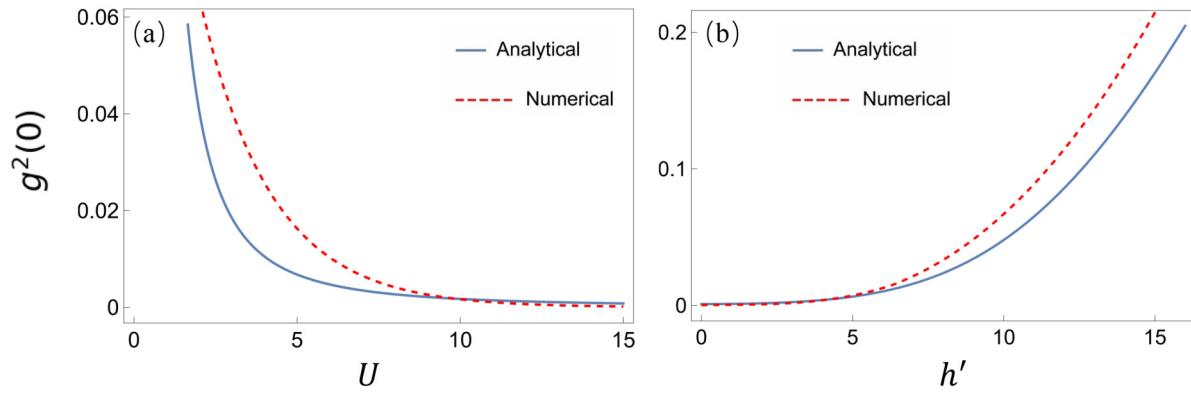 (a)
Analytical
Numerical
0.06
0.04
0.02
0
g²(0)
0 5 10 15
U
(b)
Analytical
Numerical
0.2
0.1
0
0 5 10 15
h′